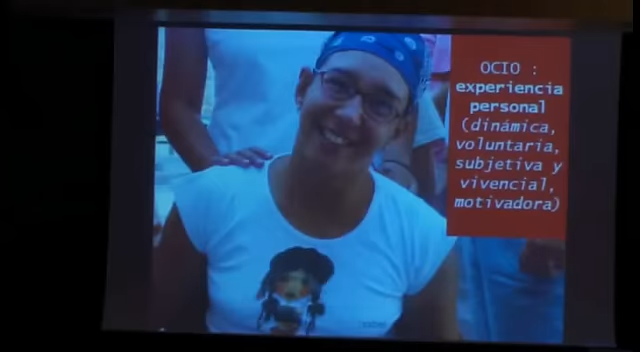 OCIO :
experiencia
personal
(dinámica,
voluntaria,
subjetiva y
vivencial,
motivadora)